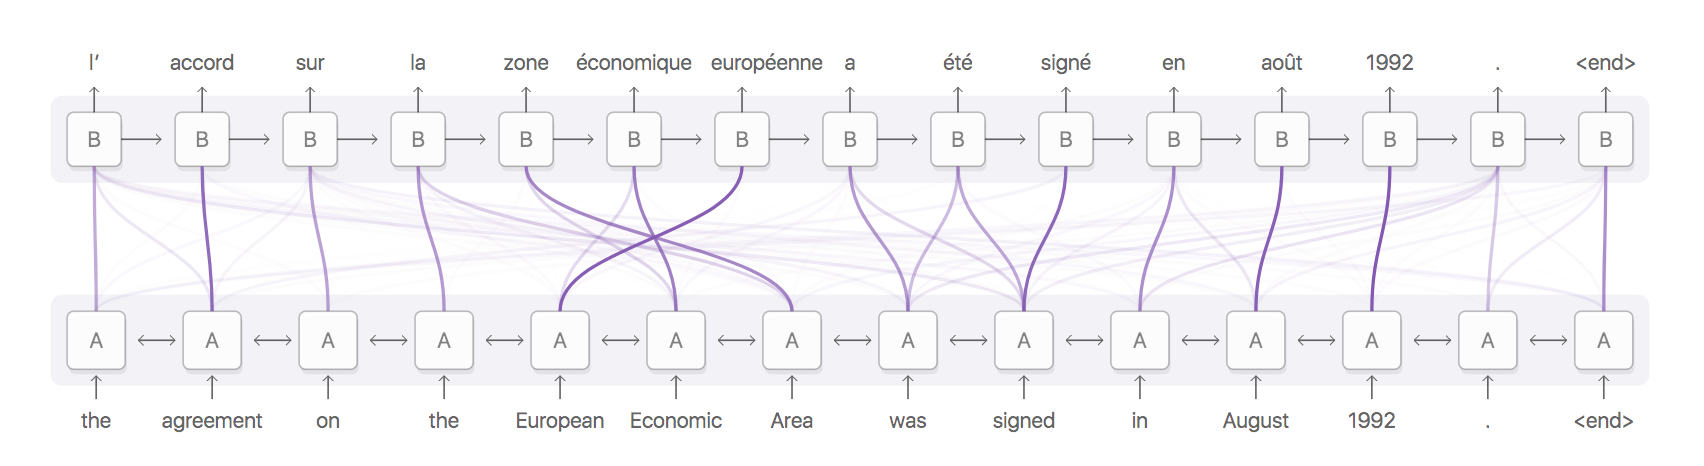 l’ accord sur la zone économique européenne a été signé en août 1992 . <end>
B B B B B B B B B B B B B B B
A A A A A A A A A A A A A A
the agreement on the European Economic Area was signed in August 1992 . <end>